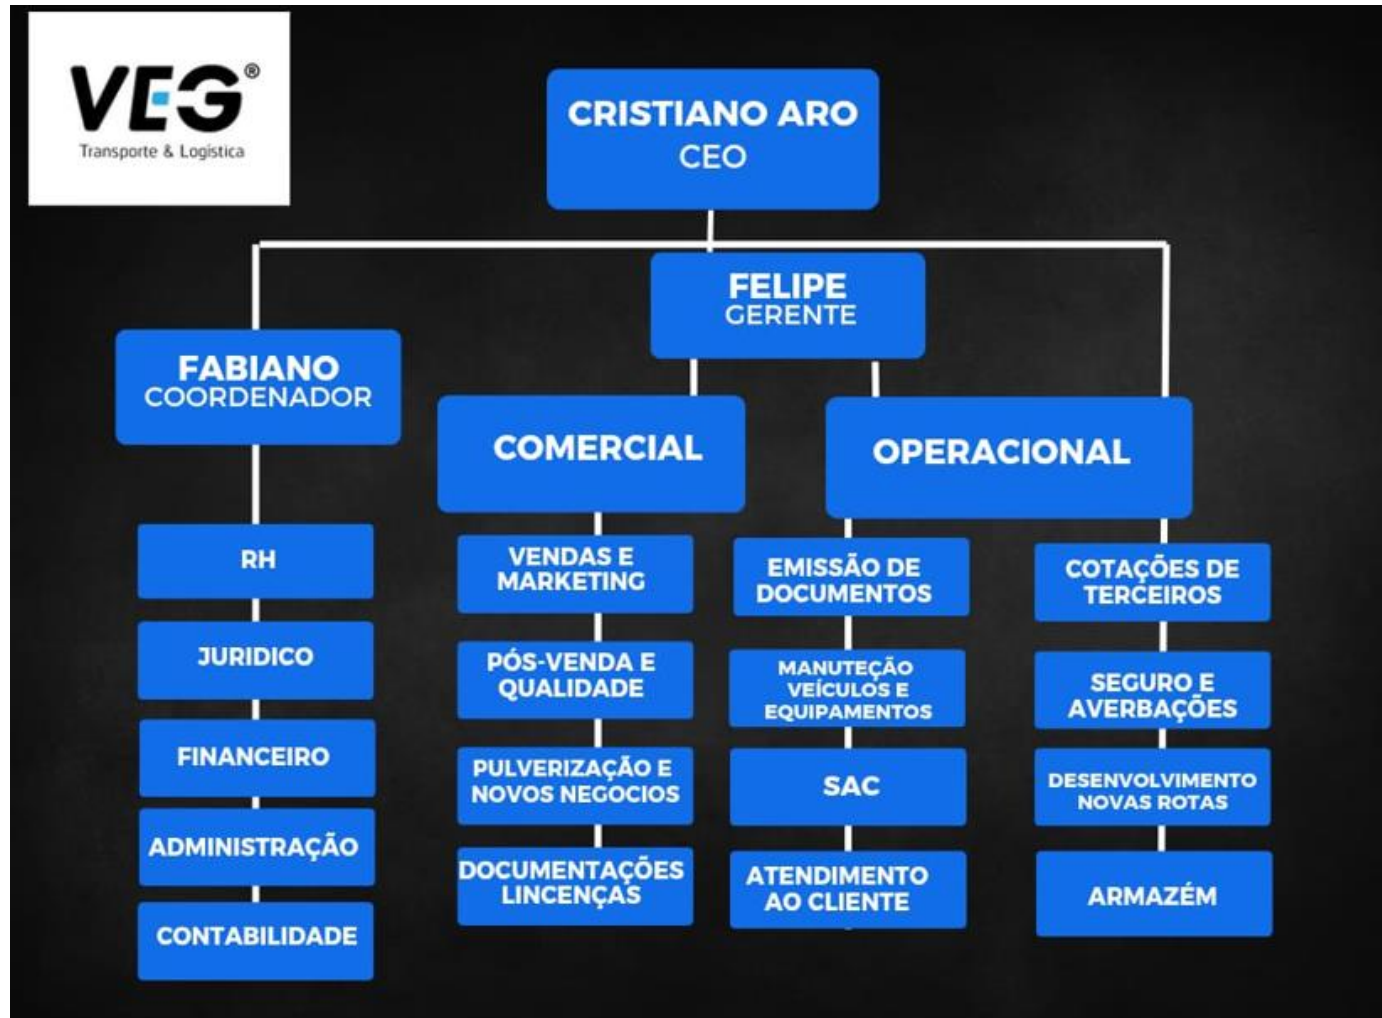 VEG®
Transporte & Logística
CRISTIANO ARO
CEO
FELIPE
GERENTE
FABIANO
COORDENADOR
COMERCIAL
OPERACIONAL
RH
JURIDICO
FINANCEIRO
ADMINISTRAÇÃO
CONTABILIDADE
VENDAS E
MARKETING
PÓS-VENDA E
QUALIDADE
PULVERIZAÇÃO E
NOVOS NEGOCIOS
DOCUMENTAÇÕES
LINCENÇAS
EMISSÃO DE
DOCUMENTOS
MANUTEÇÃO
VEÍCULOS E
EQUIPAMENTOS
SAC
ATENDIMENTO
AO CLIENTE
COTAÇÕES DE
TERCEIROS
SEGURO E
AVERBAÇÕES
DESENVOLVIMENTO
NOVAS ROTAS
ARMAZÉM